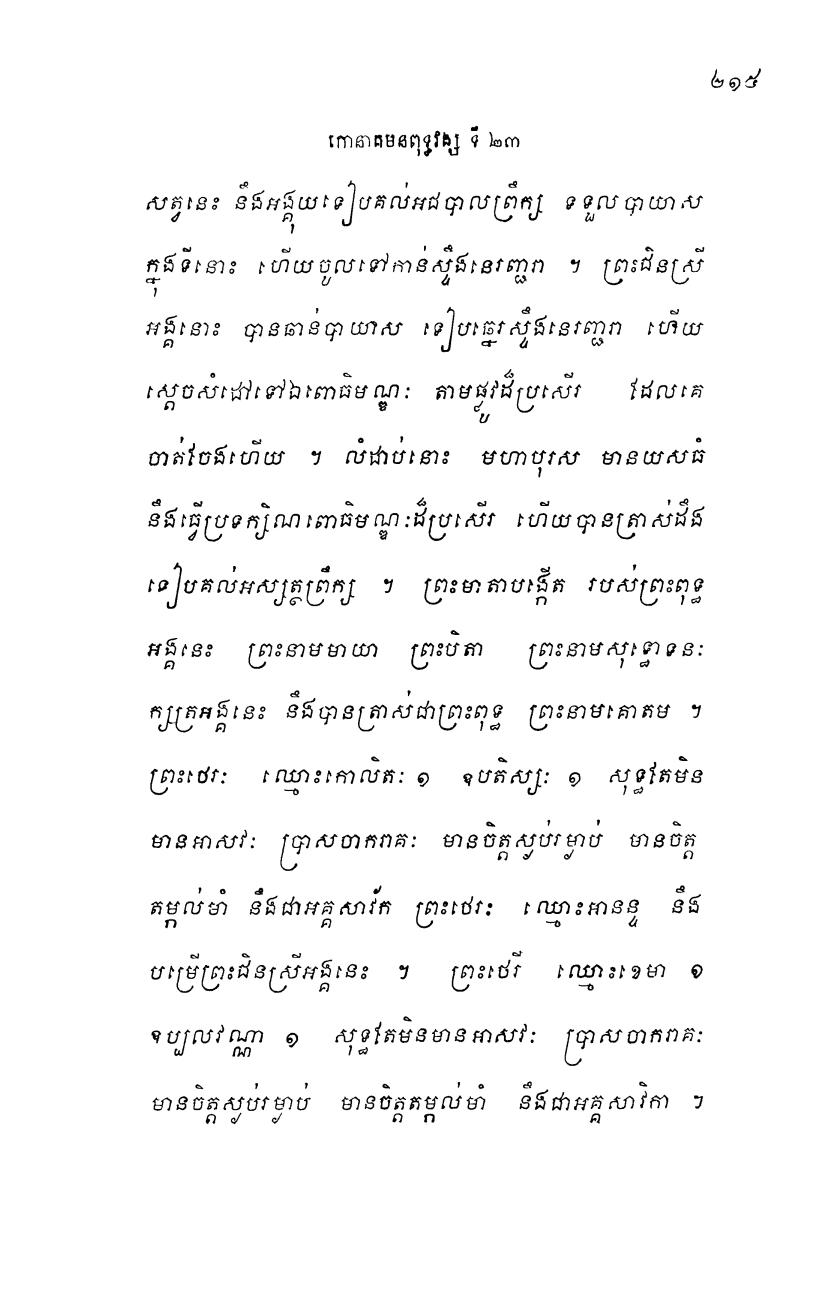 ២១៥
កោនាគមនពុទ្ធវង្ស ទី ២៣
សត្វនេះ នឹងអង្គុយទៀបគល់អជបាលព្រឹក្ស ទទួលបាយាស
ក្នុងទីនោះ ហើយចូលទៅកាន់ស្ទឹងនេរញ្ជរា ។ ព្រះជិនស្រី
អង្គនោះ បានឆាន់បាយាស ទៀបឆ្នេរស្ទឹងនេរញ្ជរា ហើយ
ស្តេចសំដៅទៅឯពោធិមណ្ឌៈ តាមផ្លូវដ៏ប្រសើរ ដែលគេ
ចាត់ចែងហើយ ។ លំដាប់នោះ មហាបុរស មានយសធំ
នឹងធ្វើប្រទក្សិណពោធិមណ្ឌៈដ៏ប្រសើរ ហើយបានត្រាស់ដឹង
ទៀបគល់អស្សត្ថព្រឹក្ស ។ ព្រះមាតាបង្កើត របស់ព្រះពុទ្ធ
អង្គនេះ ព្រះនាមមាយា ព្រះបិតា ព្រះនាមសុទ្ធោទនៈ
ក្សត្រអង្គនេះ នឹងបានត្រាស់ជាព្រះពុទ្ធ ព្រះនាមគោតម ។
ព្រះថេរៈ ឈ្មោះកោលិតៈ ១ ឧបតិស្សៈ ១ សុទ្ធតែមិន
មានអាសវៈ ប្រាសចាករាគៈ មានចិត្តស្ងប់រម្ងាប់ មានចិត្ត
តម្កល់មាំ នឹងជាអគ្គសាវ័ក ព្រះថេរៈ ឈ្មោះអានន្ទ នឹង
បម្រើព្រះជិនស្រីអង្គនេះ ។ ព្រះថេរី ឈ្មោះខេមា ១
ឧប្បលវណ្ណា ១ សុទ្ធតែមិនមានអាសវៈ ប្រាសចាករាគៈ
មានចិត្តស្ងប់រម្ងាប់ មានចិត្តតម្កល់មាំ នឹងជាអគ្គសាវិកា ។